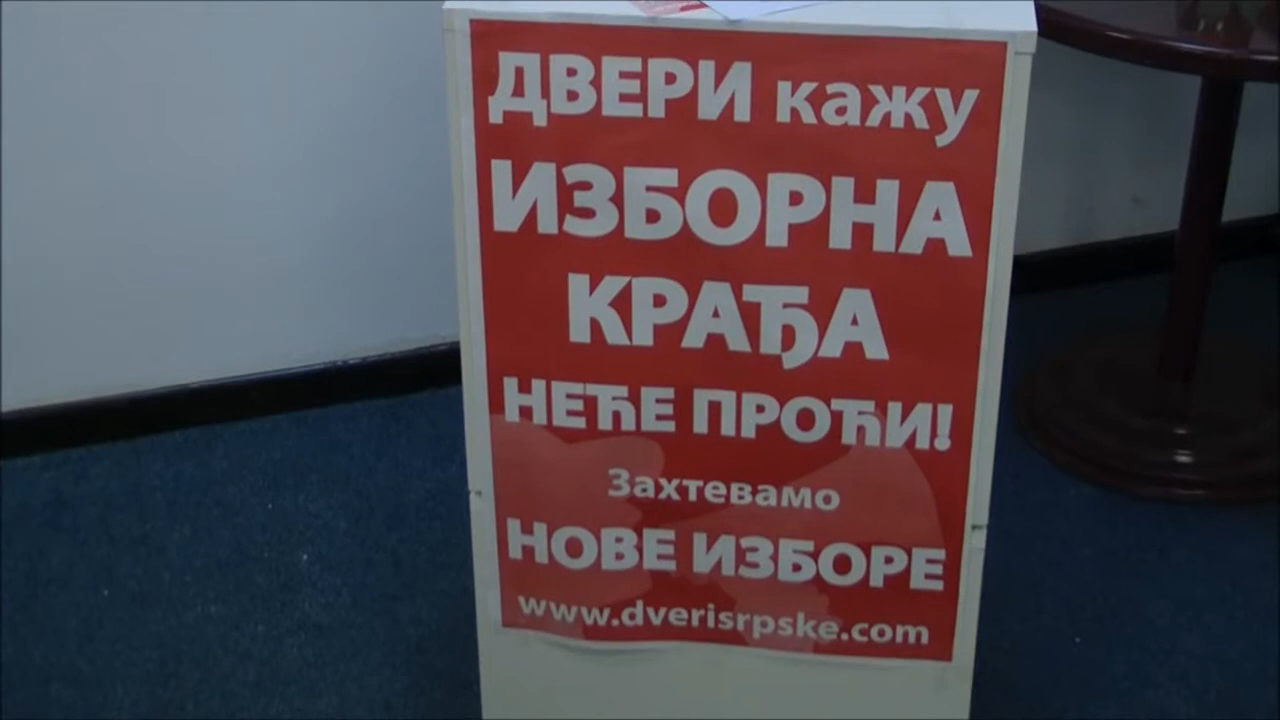 ДВЕРИ кажу
ИЗБОРНА
КРАЂА
НЕЋЕ ПРОЋИ!
Захтевамо
НОВЕ ИЗБОРЕ
www.dverisrpske.com